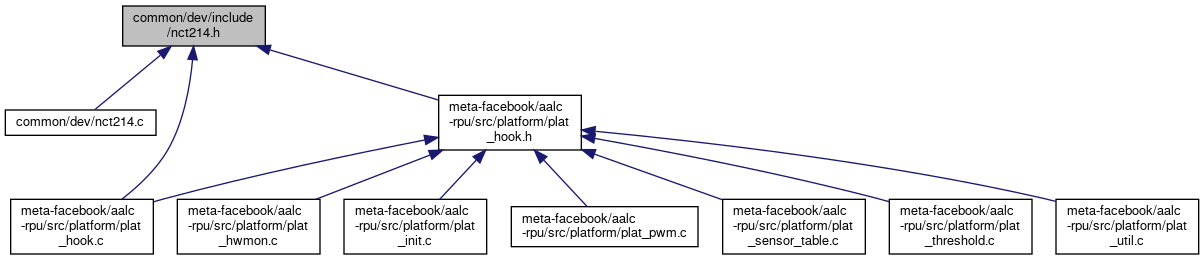 common/dev/include
/nct214.h
common/dev/nct214.c
meta-facebook/aalc
-rpu/src/platform/plat
_hook.h
meta-facebook/aalc
-rpu/src/platform/plat
_hook.c
meta-facebook/aalc
-rpu/src/platform/plat
_hwmon.c
meta-facebook/aalc
-rpu/src/platform/plat
_init.c
meta-facebook/aalc
-rpu/src/platform/plat_pwm.c
meta-facebook/aalc
-rpu/src/platform/plat
_sensor_table.c
meta-facebook/aalc
-rpu/src/platform/plat
_threshold.c
meta-facebook/aalc
-rpu/src/platform/plat
_util.c